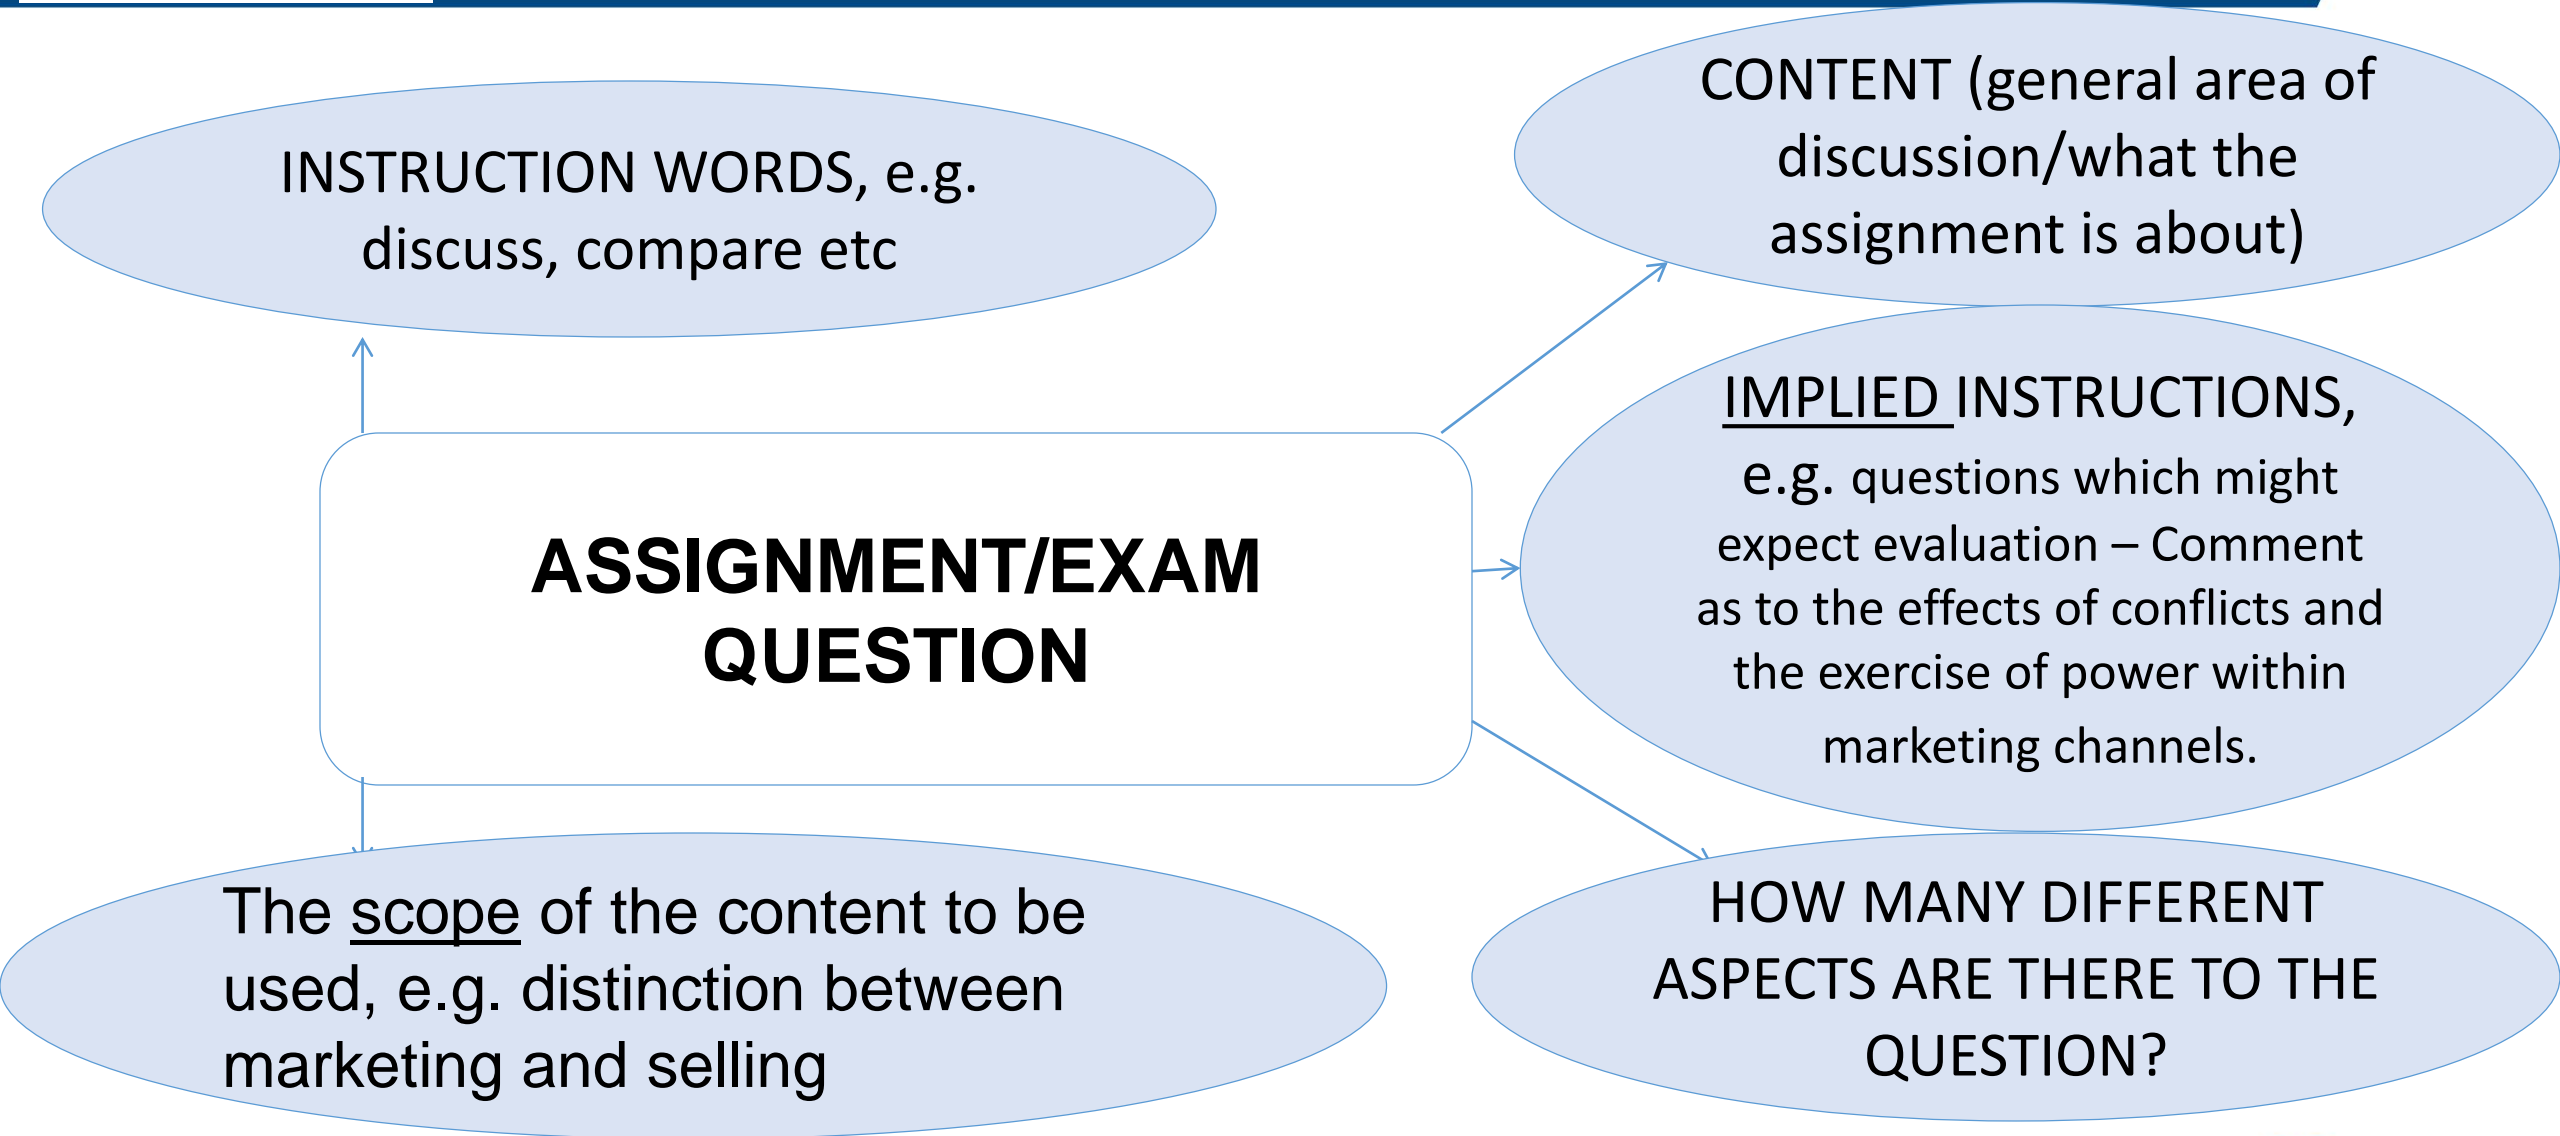 INSTRUCTION WORDS, e.g.
discuss, compare etc
CONTENT (general area of
discussion/what the
assignment is about)
IMPLIED INSTRUCTIONS,
e.g. questions which might
expect evaluation – Comment
as to the effects of conflicts and
the exercise of power within
marketing channels.
ASSIGNMENT/EXAM
QUESTION
The scope of the content to be
used, e.g. distinction between
marketing and selling
HOW MANY DIFFERENT
ASPECTS ARE THERE TO THE
QUESTION?